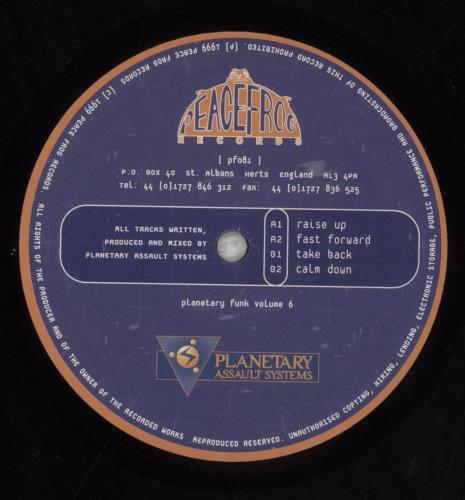 PEACEFROG
RECORDS
[ pf081 ]
P.O. BOX 40 St. Albans Herts England AL3 4PA
Tel: 44 [0]1727 846 312 Fax: 44 [0]1727 836 525
ALL TRACKS WRITTEN,
PRODUCED AND MIXED BY
PLANETARY ASSAULT SYSTEMS
A1 raise up
A2 fast forward
B1 take back
B2 calm down
planetary funk volume 6
PLANETARY
ASSAULT SYSTEMS
[P] 1999 PEACE FROG RECORDS [C] 1999 PEACE FROG RECORDS ALL RIGHTS OF THE PRODUCER AND OF THE OWNER OF THE RECORDED WORKS REPRODUCED RESERVED. UNAUTHORISED COPYING, HIRING, LENDING, ELECTRONIC STORAGE, PUBLIC PERFORMANCE AND BROADCASTING OF THIS RECORD PROHIBITED.